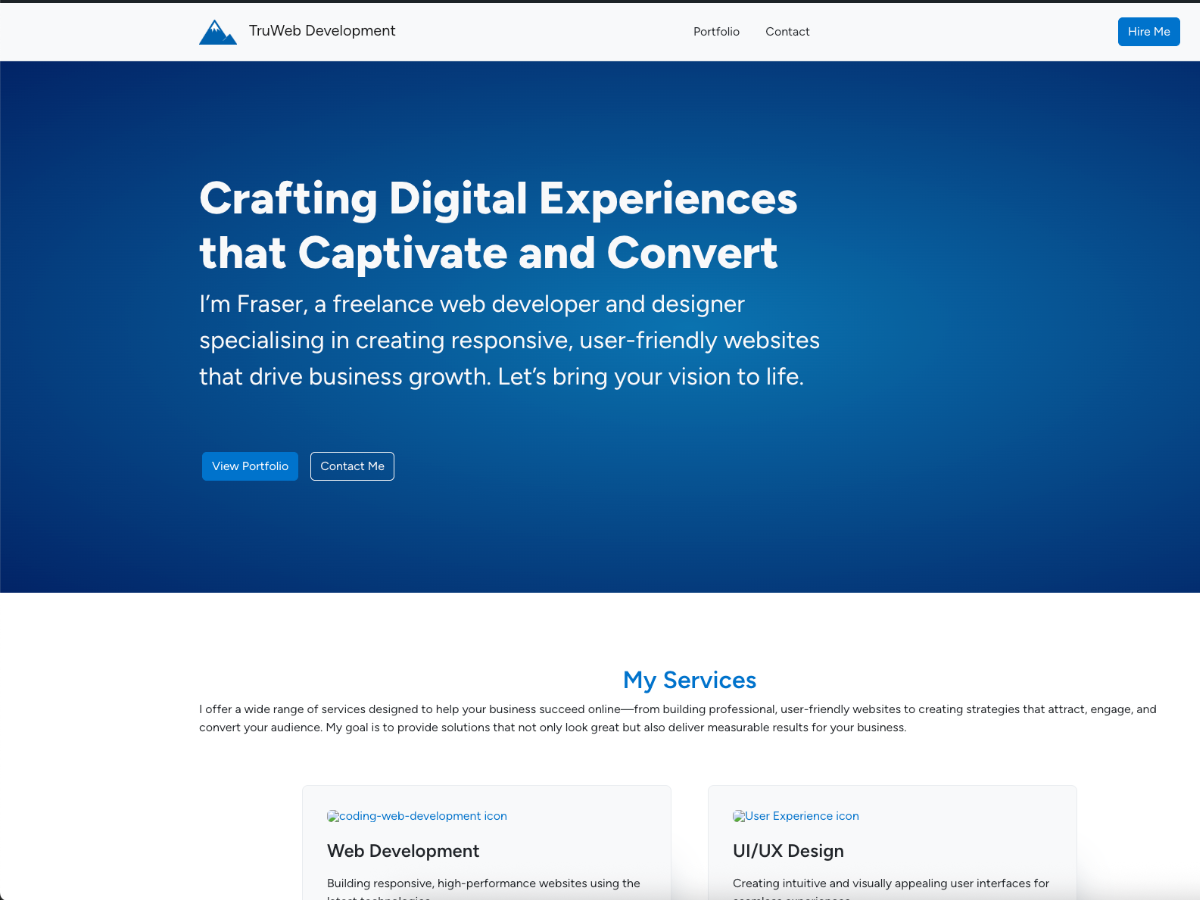 TruWeb Development
Portfolio
Contact
Hire Me
Crafting Digital Experiences
that Captivate and Convert
I’m Fraser, a freelance web developer and designer
specialising in creating responsive, user-friendly websites
that drive business growth. Let’s bring your vision to life.
View Portfolio
Contact Me
My Services
I offer a wide range of services designed to help your business succeed online—from building professional, user-friendly websites to creating strategies that attract, engage, and
convert your audience. My goal is to provide solutions that not only look great but also deliver measurable results for your business.
coding-web-development icon
Web Development
Building responsive, high-performance websites using the
latest technologies
User Experience icon
UI/UX Design
Creating intuitive and visually appealing user interfaces for
seamless experiences